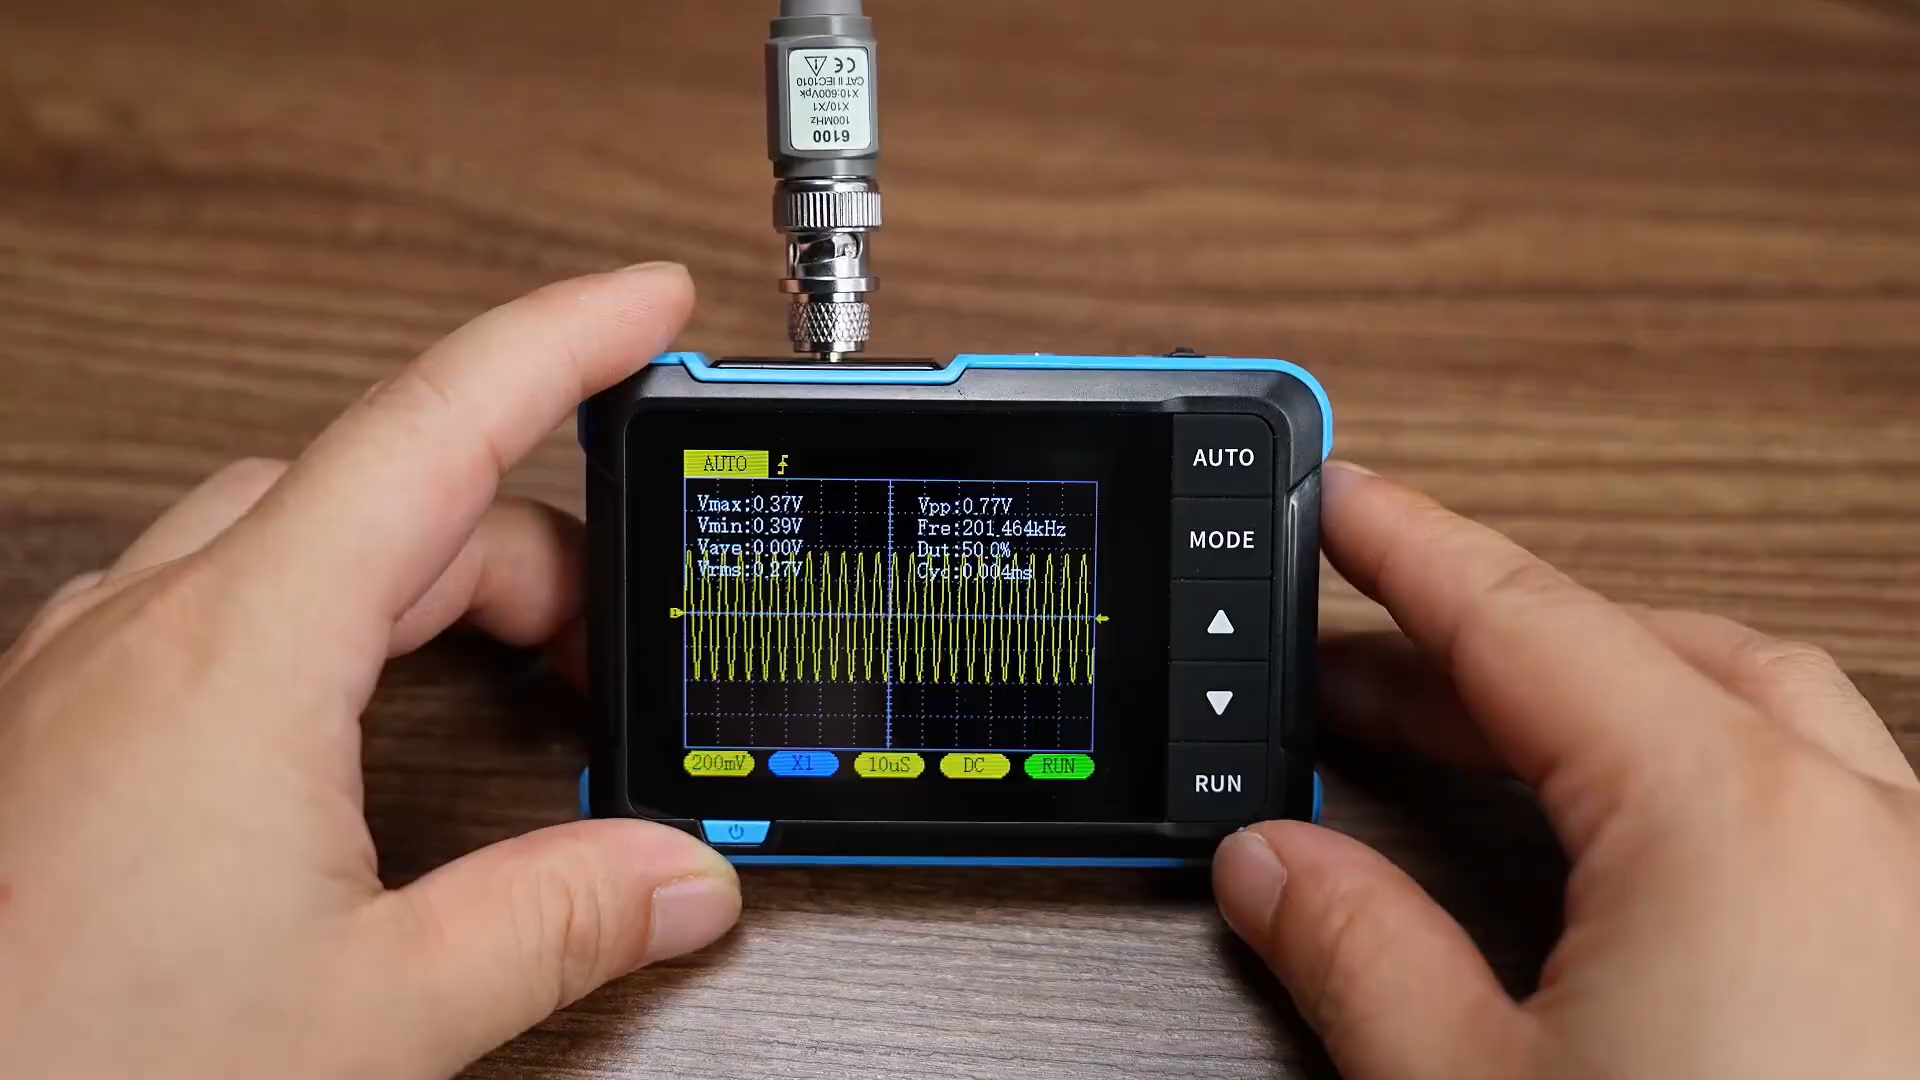 6100
100MHz
X10/X1
X10:600Vpk
CAT II IEC1010
CE
AUTO
Vmax:0.37V
Vmin:0.39V
Vave:0.00V
Vrms:0.27V
Vpp:0.77V
Fre:201.464kHz
Dut:50.0%
Cyc:0.004ms
1
200mV
X1
10uS
DC
RUN
AUTO
MODE
RUN